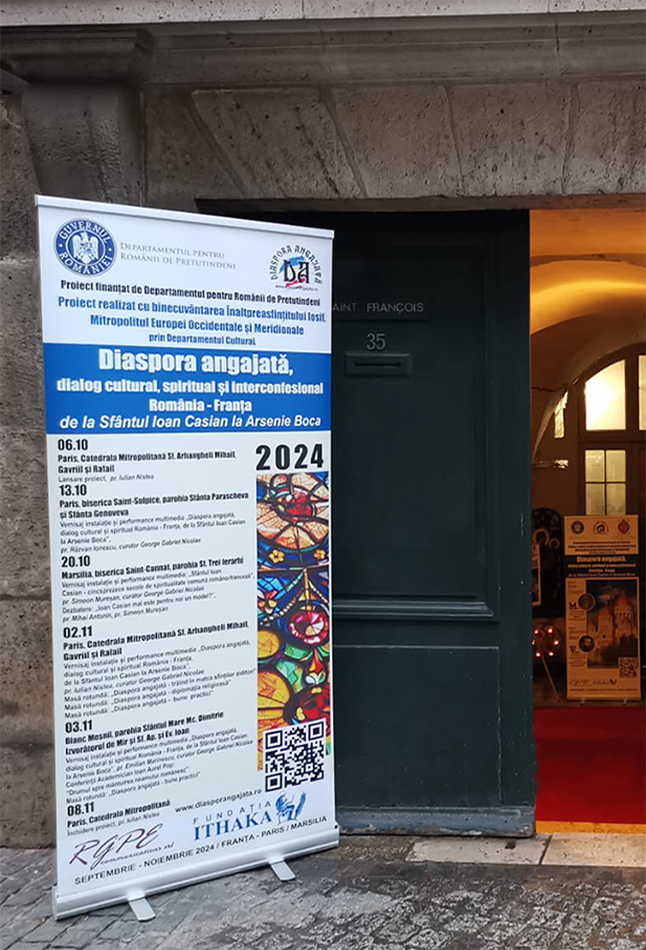 GUVERNUL ROMÂNIEI
DEPARTAMENTUL PENTRU
ROMÂNII DE PRETUTINDENI
DIASPORA ANGAJATĂ
DA
Proiect finanțat de Departamentul pentru Românii de Pretutindeni
Proiect realizat cu binecuvântarea Înaltpreasfințitului Iosif,
Mitropolitul Europei Occidentale și Meridionale
prin Departamentul Cultural.
Diaspora angajată,
dialog cultural, spiritual și interconfesional
România - Franța
de la Sfântul Ioan Casian la Arsenie Boca
2024
06.10
Paris, Catedrala Mitropolitană Sf. Arhangheli Mihail,
Gavriil și Rafail
Lansare proiect, pr. Iulian Nistea
13.10
Paris, biserica Saint-Sulpice, parohia Sfânta Parascheva
și Sfânta Genoveva
Vernisaj instalație și performance multimedia „Diaspora angajată,
dialog cultural și spiritual România - Franța, de la Sfântul Ioan Casian
la Arsenie Boca”.
pr. Răzvan Ionescu, curator George Gabriel Nicolae
20.10
Marsilia, biserica Saint-Cannat, parohia Sf. Trei Ierarhi
Vernisaj instalație și performance multimedia: „Sfântul Ioan
Casian - cincisprezece secole de spiritualitate comună româno-franceză”,
pr. Simeon Mureșan, curator George Gabriel Nicolae
Dezbatere: „Ioan Casian mai este pentru noi un model?”,
pr. Mihai Antonin, pr. Simeon Mureșan
02.11
Paris, Catedrala Mitropolitană Sf. Arhangheli Mihail,
Gavriil și Rafail
Vernisaj instalație și performance multimedia „Diaspora angajată,
dialog cultural și spiritual România - Franța,
de la Sfântul Ioan Casian la Arsenie Boca”.
pr. Iulian Nistea, curator George Gabriel Nicolae
Masă rotundă: „Diaspora angajată - trăind în matca sfinților ziditori”
Masă rotundă: „Diaspora angajată - diplomația religioasă”
Masă rotundă: „Diaspora angajată - bune practici”
03.11
Blanc Mesnil, parohia Sfântul Mare Mc. Dimitrie
Izvorâtorul de Mir și Sf. Ap. și Ev. Ioan
Vernisaj instalație și performance multimedia „Diaspora angajată,
dialog cultural și spiritual România - Franța, de la Sfântul Ioan Casian
la Arsenie Boca”, pr. Emilian Marinescu, curator George Gabriel Nicolae
Conferință Academician Ioan Aurel Pop:
“Drumul spre mântuirea neamului românesc”
Masă rotundă: „Diaspora angajată - bune practici”
08.11
Paris, Catedrala Mitropolitană
Închidere proiect, pr. Iulian Nistea
www.diasporangajata.ro
RGPE
communications srl
FUNDAȚIA
ITHAKA
SEPTEMBRIE - NOIEMBRIE 2024 / FRANȚA - PARIS / MARSILIA
SAINT FRANÇOIS
35
Diaspora angajată,